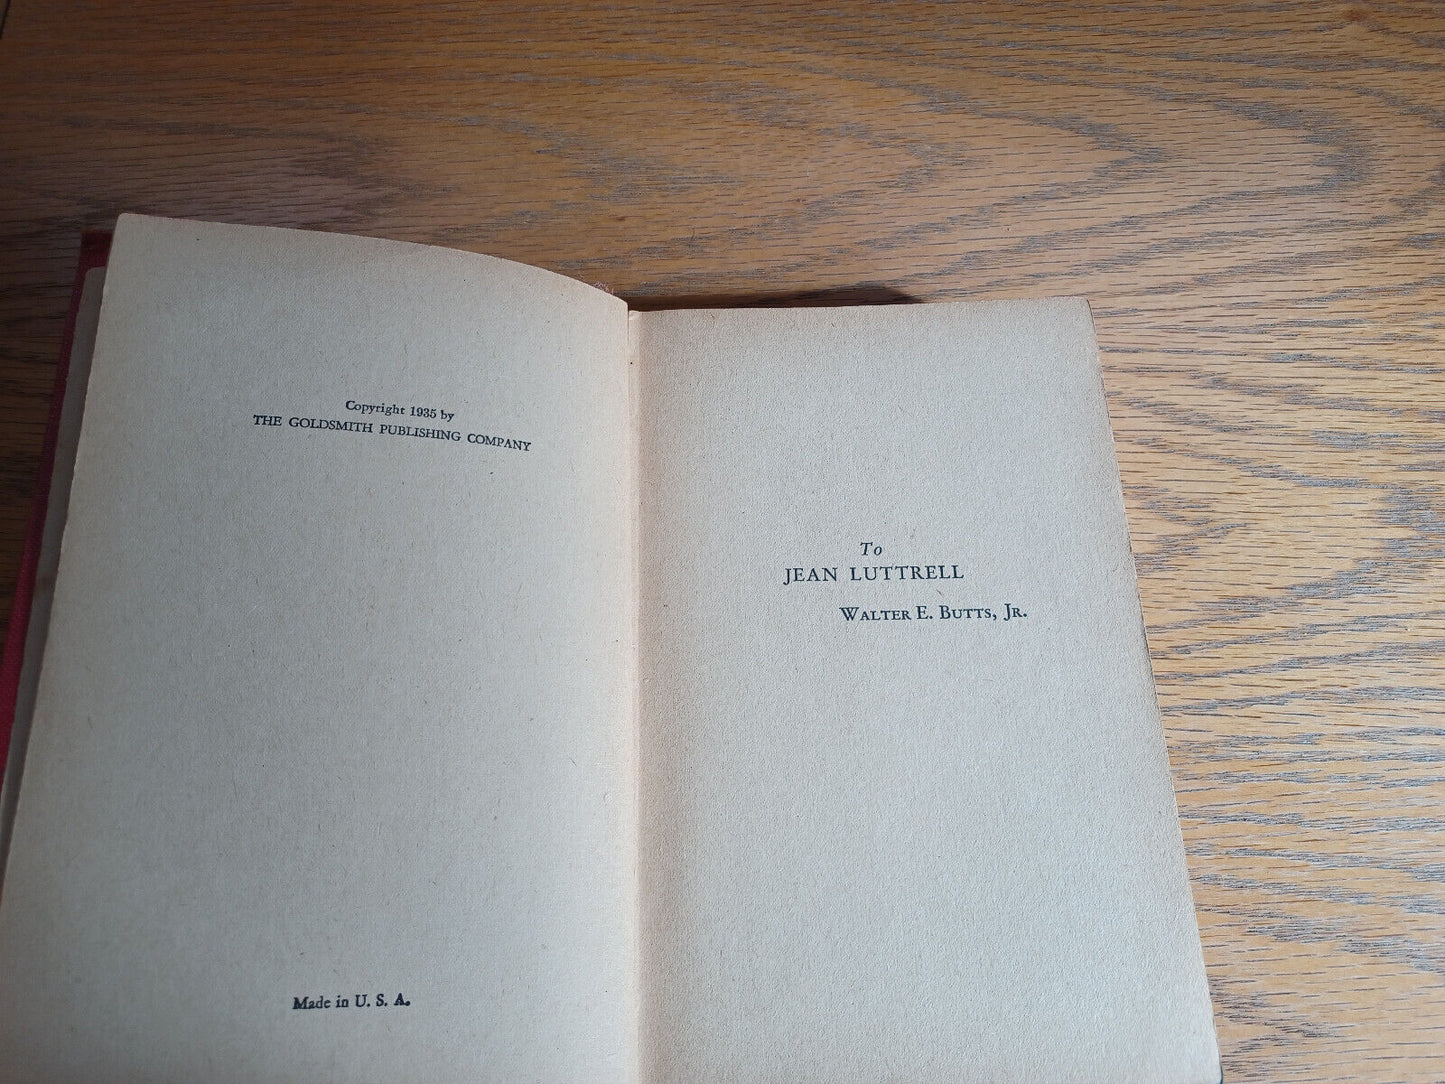 Copyright 1935 by
THE GOLDSMITH PUBLISHING COMPANY
Made in U. S. A.
To
JEAN LUTTRELL
WALTER E. BUTTS, JR.